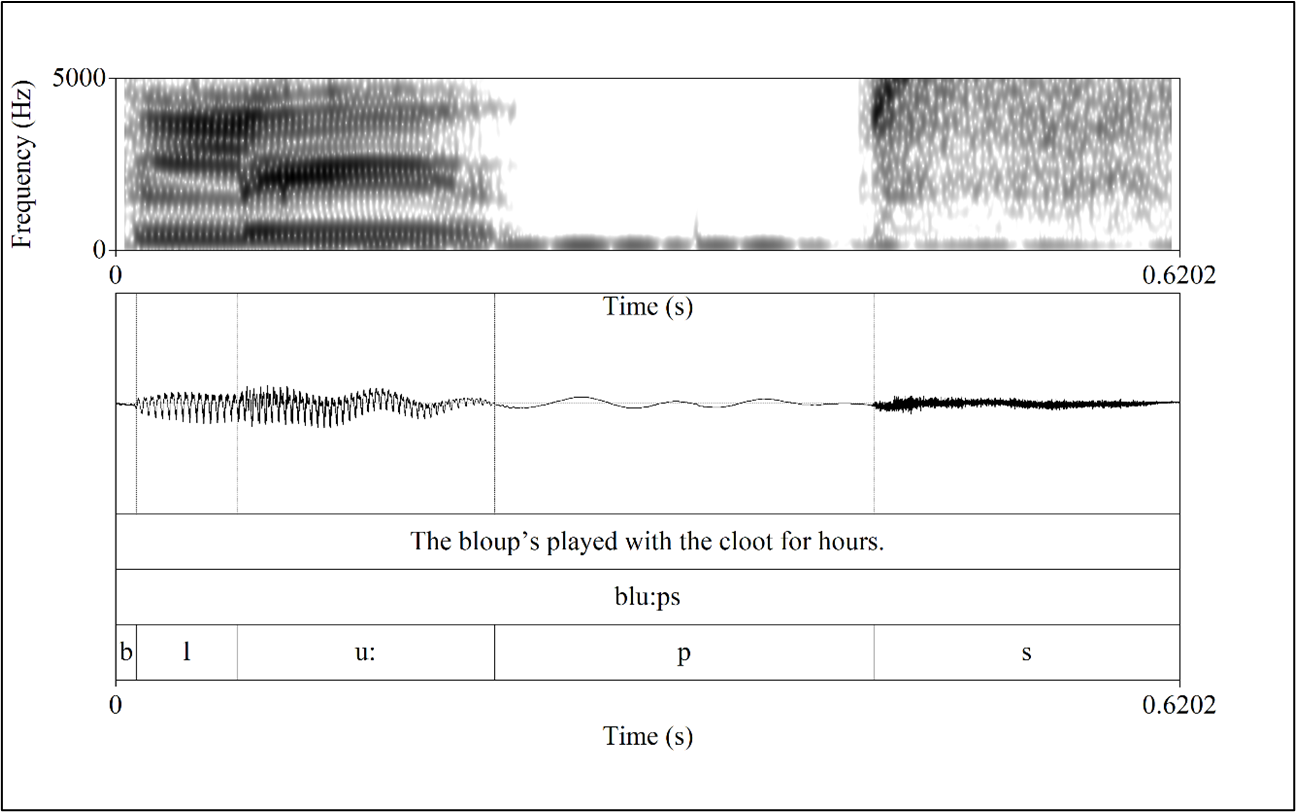 5000
Frequency (Hz)
0
0 0.6202
Time (s)
The bloup’s played with the cloot for hours.
blu:ps
b l u: p s
0 0.6202
Time (s)